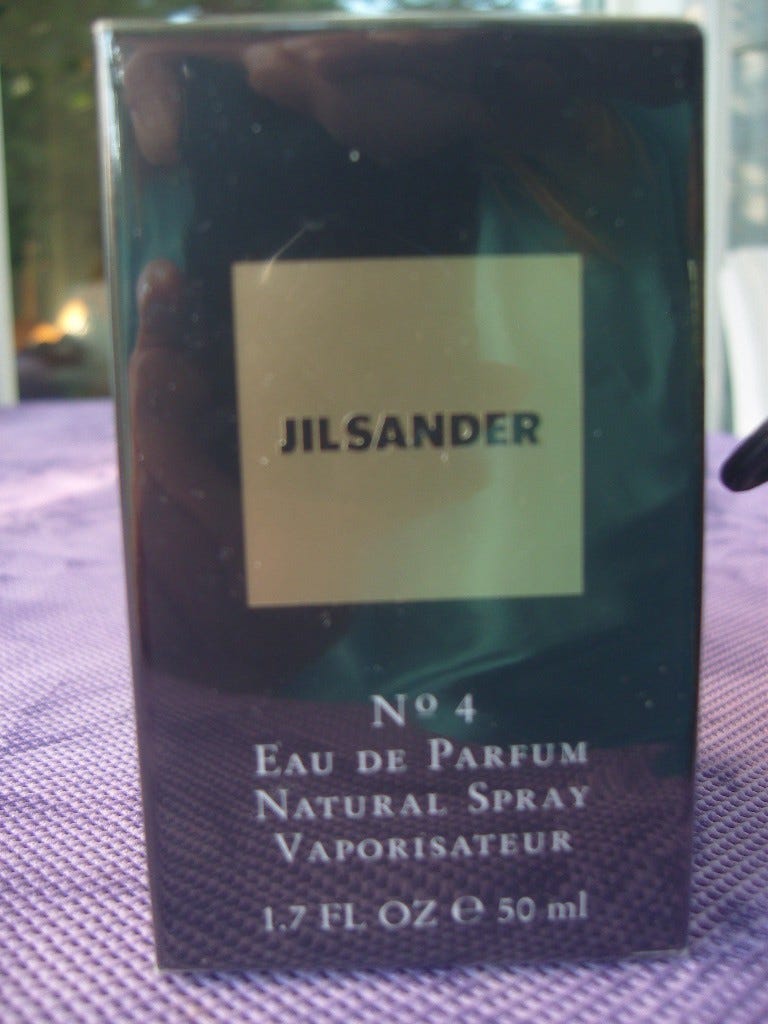 JILSANDER
Nº 4
EAU DE PARFUM
NATURAL SPRAY
VAPORISATEUR
1.7 FL OZ ℮ 50 ml